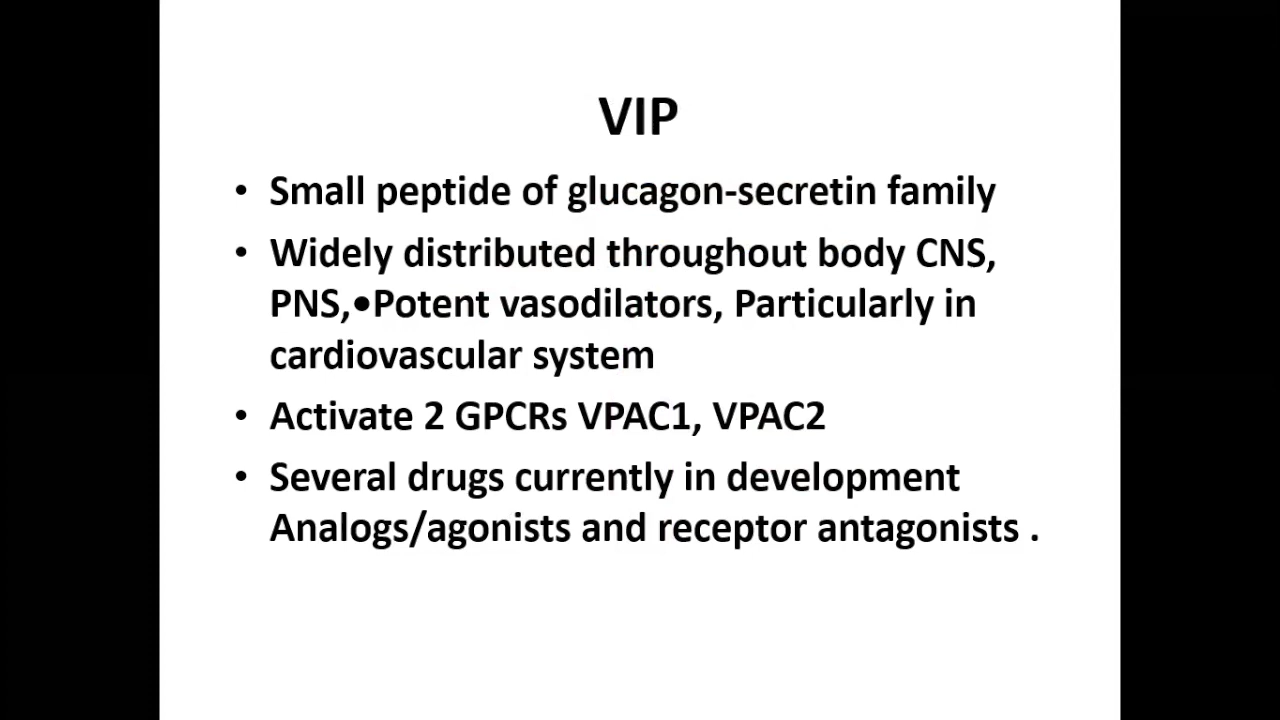 VIP
• Small peptide of glucagon-secretin family
• Widely distributed throughout body CNS,
PNS,•Potent vasodilators, Particularly in
cardiovascular system
• Activate 2 GPCRs VPAC1, VPAC2
• Several drugs currently in development
Analogs/agonists and receptor antagonists .